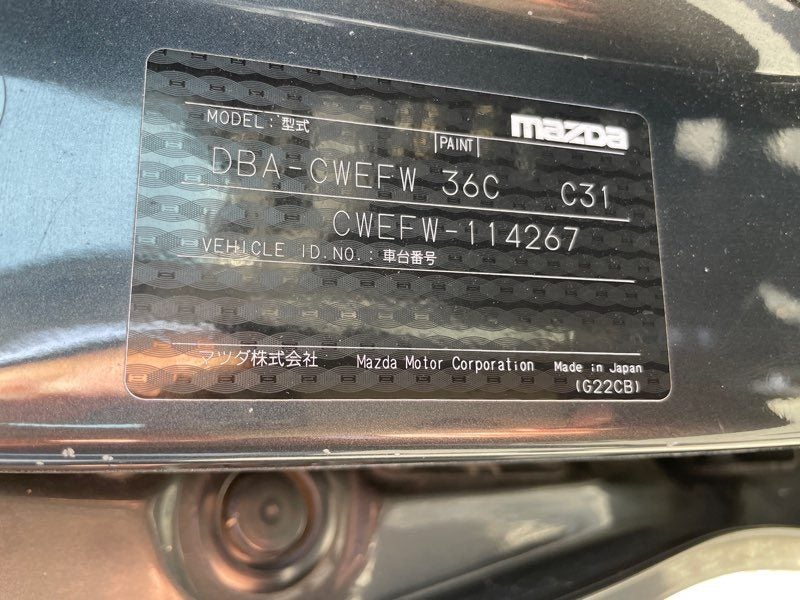 mazda
MODEL: 型式
PAINT
DBA-CWEFW 36C C31
CWEFW-114267
VEHICLE ID.NO.: 車台番号
マツダ株式会社 Mazda Motor Corporation Made in Japan
(G22CB)